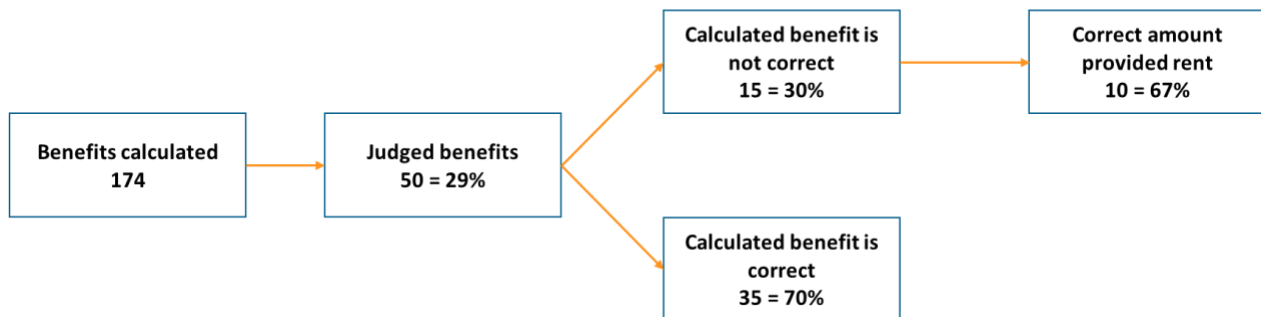 Benefits calculated
174
Judged benefits
50 = 29%
Calculated benefit is
not correct
15 = 30%
Correct amount
provided rent
10 = 67%
Calculated benefit is
correct
35 = 70%